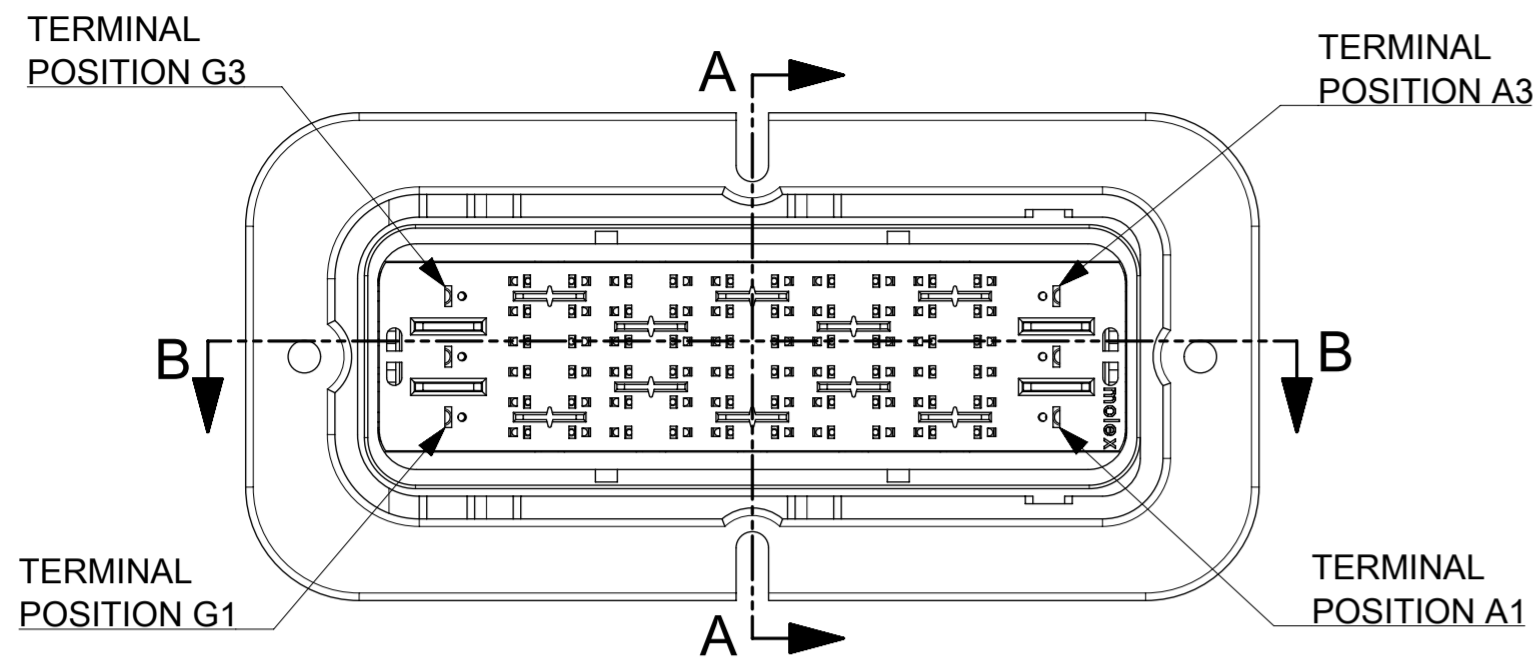 TERMINAL
POSITION G3
A
TERMINAL
POSITION A3
B
B
molex
TERMINAL
POSITION G1
A
TERMINAL
POSITION A1